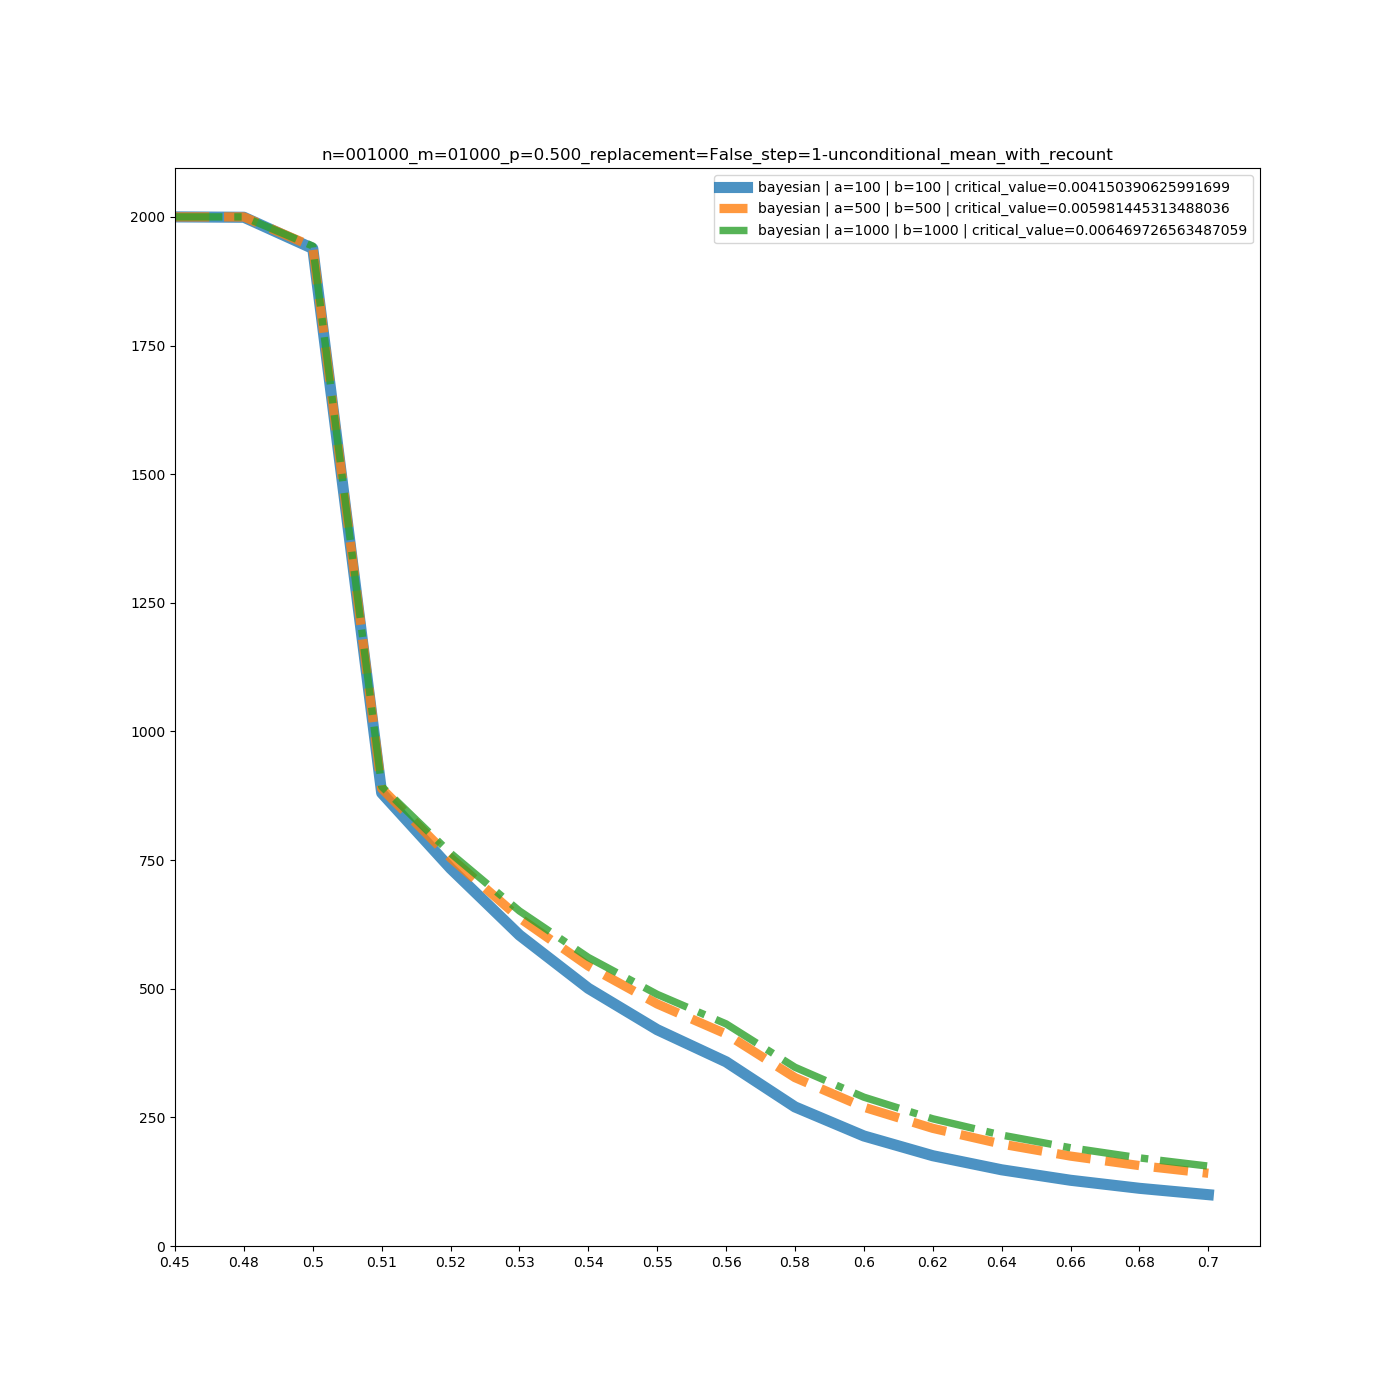 n=001000_m=01000_p=0.500_replacement=False_step=1-unconditional_mean_with_recount
bayesian | a=100 | b=100 | critical_value=0.004150390625991699
bayesian | a=500 | b=500 | critical_value=0.005981445313488036
bayesian | a=1000 | b=1000 | critical_value=0.006469726563487059
2000
1750
1500
1250
1000
750
500
250
0
0.45 0.48 0.5 0.51 0.52 0.53 0.54 0.55 0.56 0.58 0.6 0.62 0.64 0.66 0.68 0.7